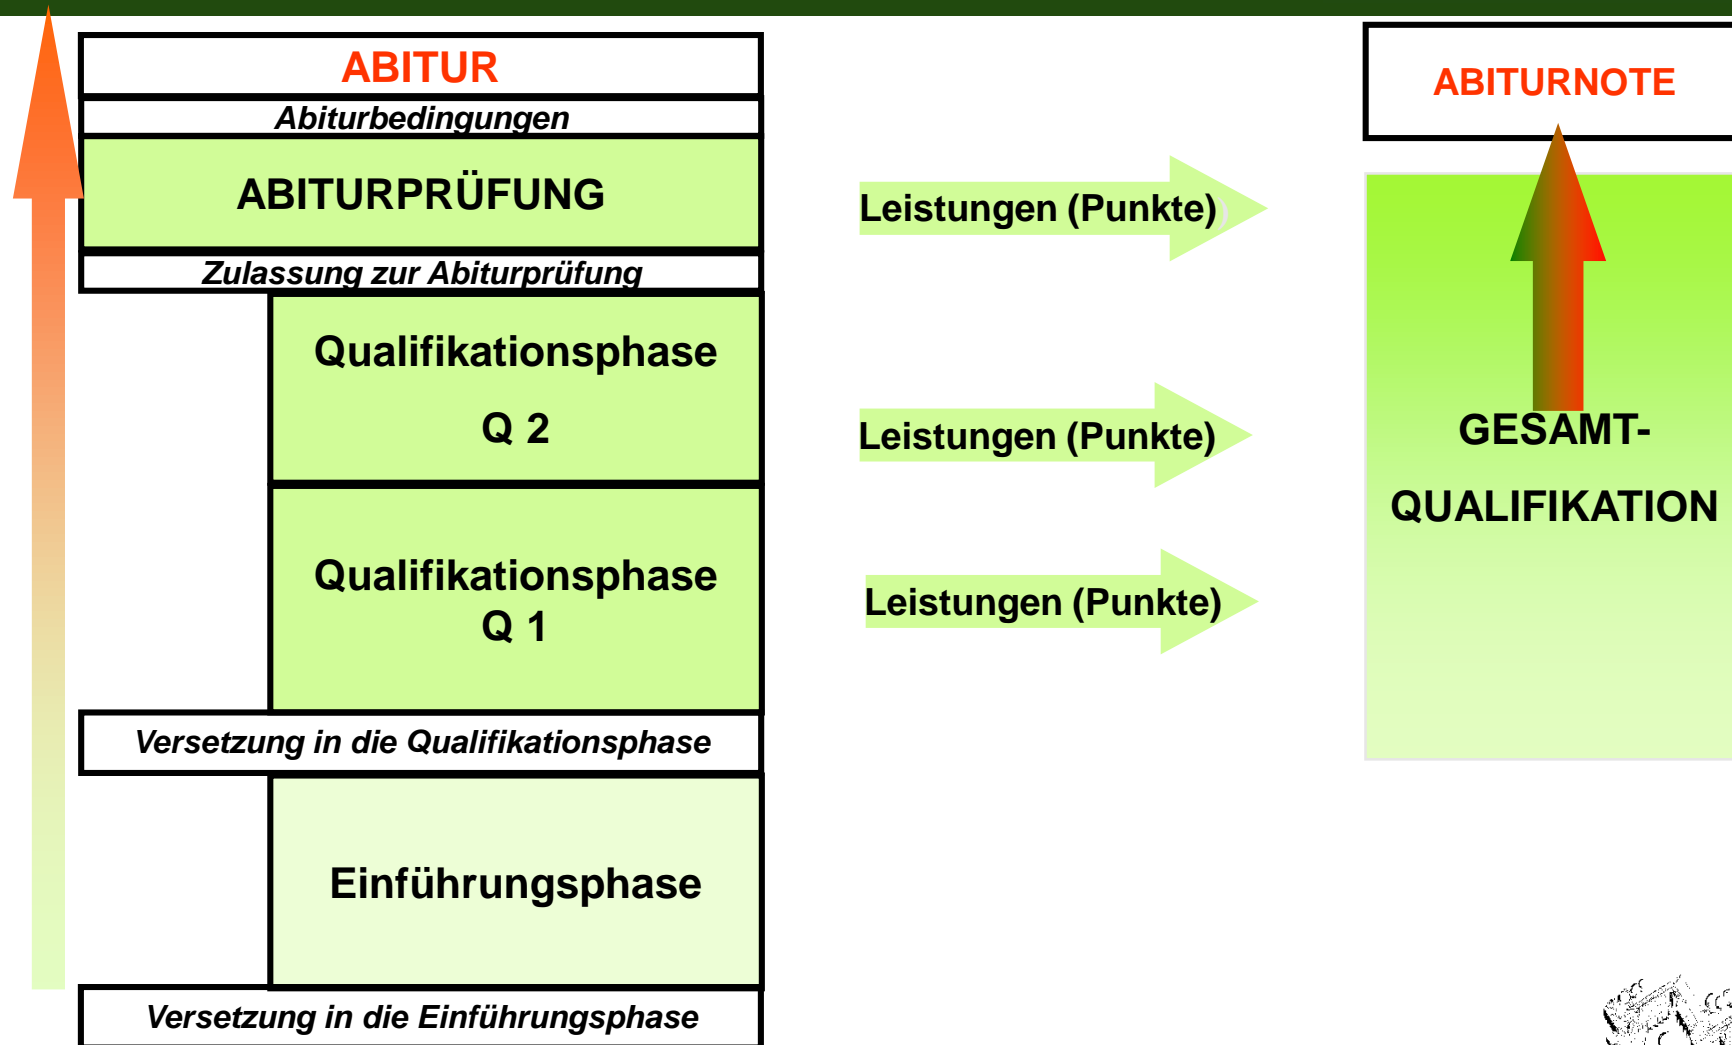 ABITUR
Abiturbedingungen
ABITURPRÜFUNG
Zulassung zur Abiturprüfung
Qualifikationsphase
Q 2
Qualifikationsphase
Q 1
Versetzung in die Qualifikationsphase
Einführungsphase
Versetzung in die Einführungsphase
Leistungen (Punkte)
Leistungen (Punkte)
Leistungen (Punkte)
ABITURNOTE
GESAMT-
QUALIFIKATION